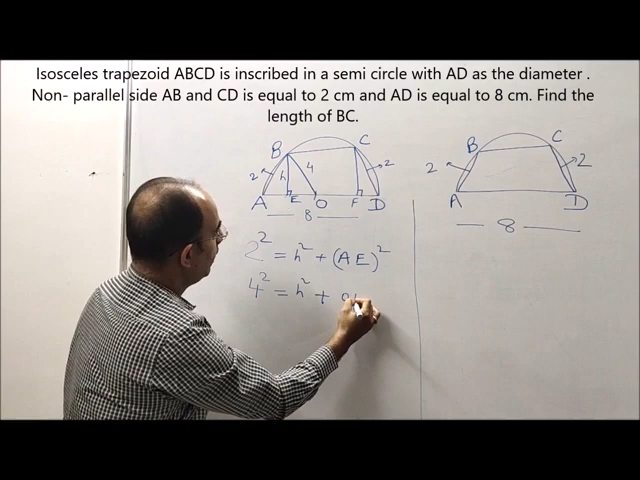 Isosceles trapezoid ABCD is inscribed in a semi circle with AD as the diameter .
Non- parallel side AB and CD is equal to 2 cm and AD is equal to 8 cm. Find the
length of BC.
B C
2 h 4 2
A E O F D
8
2² = h² + (AE)²
4² = h² +
B C
2 2
A D
8